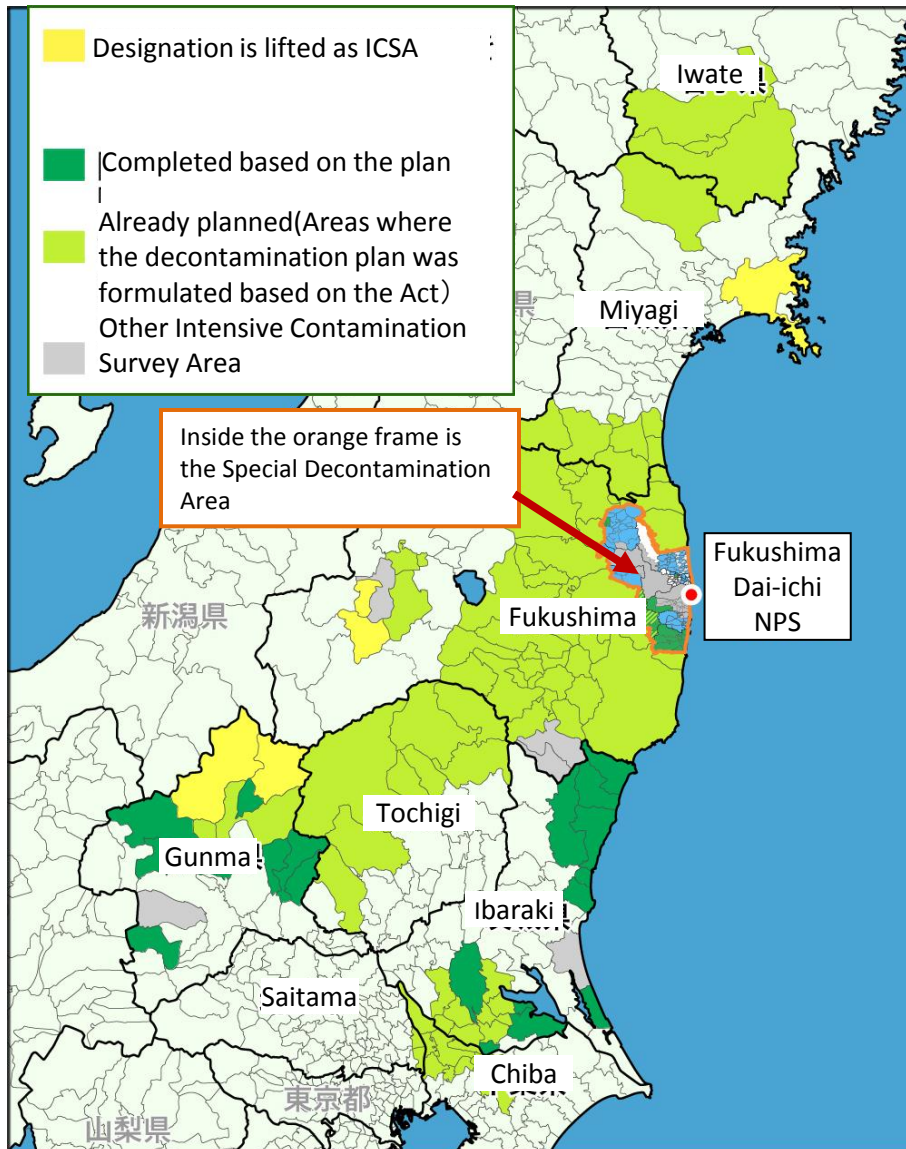 Designation is lifted as ICSA
Completed based on the plan
Already planned(Areas where
the decontamination plan was
formulated based on the Act）
Other Intensive Contamination
Survey Area
Iwate
県
Miyagi
県
Inside the orange frame is
the Special Decontamination
Area
Fukushima
Dai-ichi
NPS
Fukushima
新潟県
Tochigi
Gunma
Ibaraki
県
Saitama
Chiba
東京都
山梨県